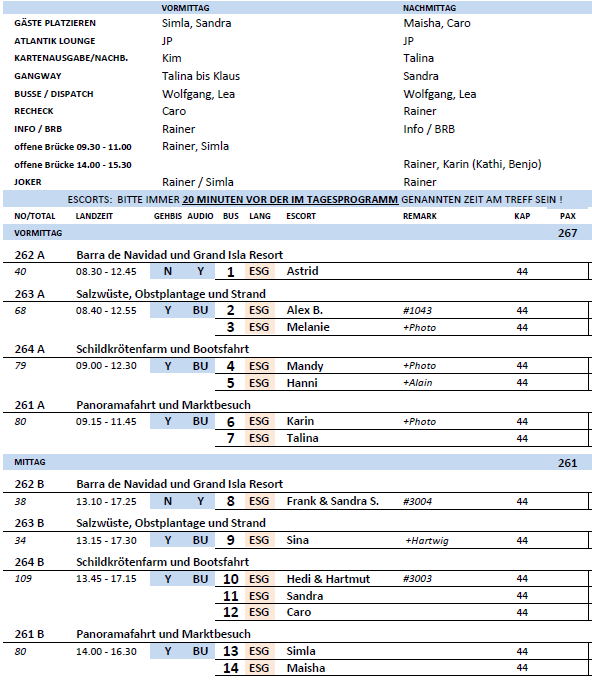 VORMITTAG NACHMITTAG
GÄSTE PLATZIEREN Simla, Sandra Maisha, Caro
ATLANTIK LOUNGE JP JP
KARTENAUSGABE/NACHB. Kim Talina
GANGWAY Talina bis Klaus Sandra
BUSSE / DISPATCH Wolfgang, Lea Wolfgang, Lea
RECHECK Caro Rainer
INFO / BRB Rainer Info / BRB
offene Brücke 09.30 - 11.00 Rainer, Simla
offene Brücke 14.00 - 15.30 Rainer, Karin (Kathi, Benjo)
JOKER Rainer / Simla Rainer
ESCORTS: BITTE IMMER 20 MINUTEN VOR DER IM TAGESPROGRAMM GENANNTEN ZEIT AM TREFF SEIN !
NO/TOTAL LANDZEIT GEHBIS AUDIO BUS LANG ESCORT REMARK KAP PAX
VORMITTAG 267
262 A Barra de Navidad und Grand Isla Resort
40 08.30 - 12.45 N Y 1 ESG Astrid 44
263 A Salzwüste, Obstplantage und Strand
68 08.40 - 12.55 Y BU 2 ESG Alex B. #1043 44
3 ESG Melanie +Photo 44
264 A Schildkrötenfarm und Bootsfahrt
79 09.00 - 12.30 Y BU 4 ESG Mandy +Photo 44
5 ESG Hanni +Alain 44
261 A Panoramafahrt und Marktbesuch
80 09.15 - 11.45 Y BU 6 ESG Karin +Photo 44
7 ESG Talina 44
MITTAG 261
262 B Barra de Navidad und Grand Isla Resort
38 13.10 - 17.25 N Y 8 ESG Frank & Sandra S. #3004 44
263 B Salzwüste, Obstplantage und Strand
34 13.15 - 17.30 Y BU 9 ESG Sina +Hartwig 44
264 B Schildkrötenfarm und Bootsfahrt
109 13.45 - 17.15 Y BU 10 ESG Hedi & Hartmut #3003 44
11 ESG Sandra 44
12 ESG Caro 44
261 B Panoramafahrt und Marktbesuch
80 14.00 - 16.30 Y BU 13 ESG Simla 44
14 ESG Maisha 44